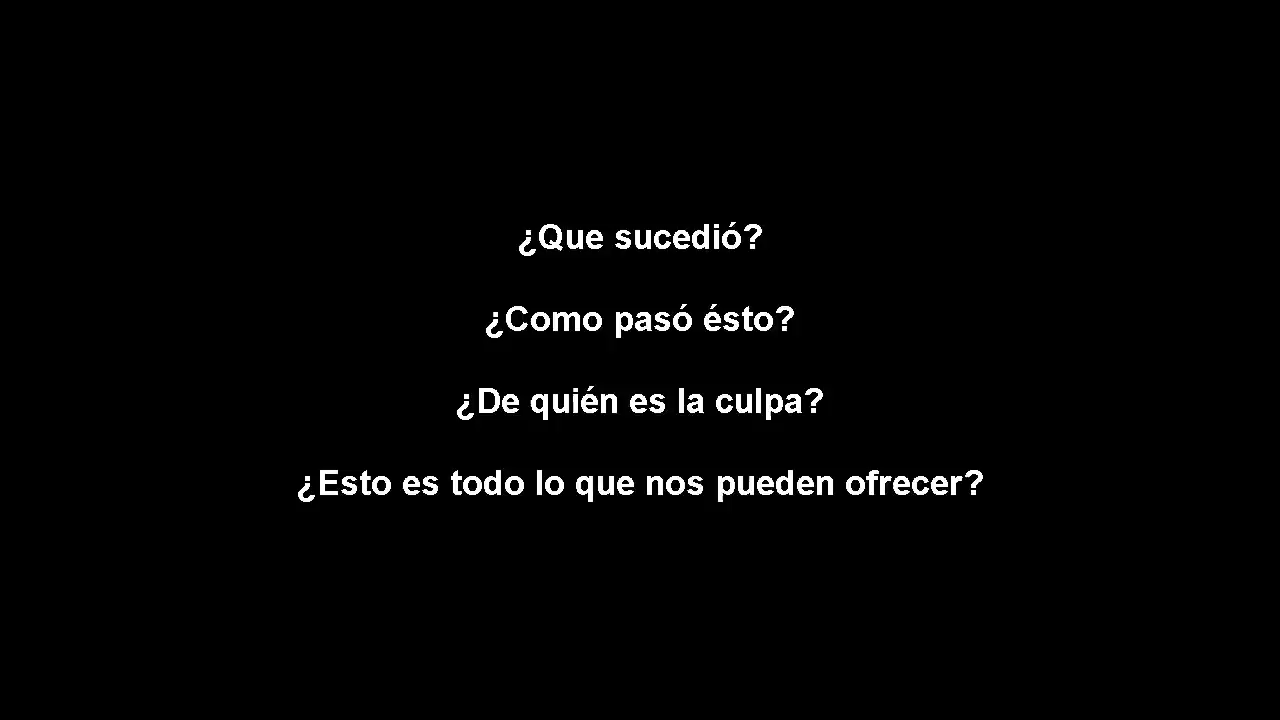 ¿Que sucedió?
¿Como pasó ésto?
¿De quién es la culpa?
¿Esto es todo lo que nos pueden ofrecer?